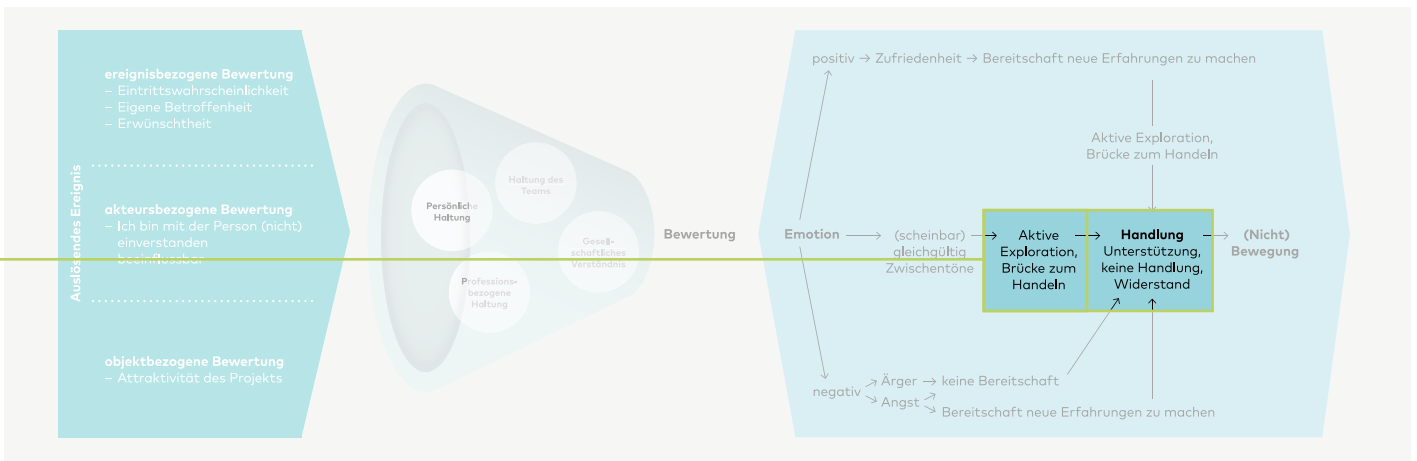 Auslösendes Ereignis
ereignisbezogene Bewertung
– Eintrittswahrscheinlichkeit
– Eigene Betroffenheit
– Erwünschtheit
akteursbezogene Bewertung
– Ich bin mit der Person (nicht)
einverstanden
beeinflussbar
objektbezogene Bewertung
– Attraktivität des Projekts
Persönliche
Haltung
Haltung des
Teams
Gesell-
schaftliches
Verständnis
Professions-
bezogene
Haltung
Bewertung
Emotion
positiv → Zufriedenheit → Bereitschaft neue Erfahrungen zu machen
Aktive Exploration,
Brücke zum Handeln
(scheinbar)
gleichgültig
Zwischentöne
Aktive
Exploration,
Brücke zum
Handeln
Handlung
Unterstützung,
keine Handlung,
Widerstand
(Nicht)
Bewegung
negativ
Ärger → keine Bereitschaft
Angst
Bereitschaft neue Erfahrungen zu machen